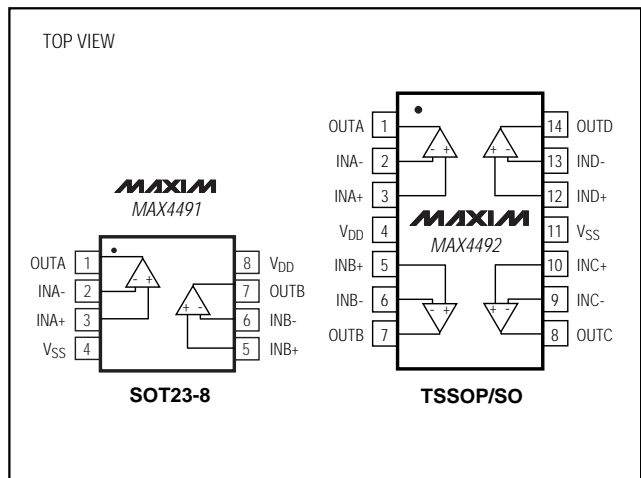 TOP VIEW
MAXIM
MAX4491
OUTA 1
INA- 2
INA+ 3
VSS 4
8 VDD
7 OUTB
6 INB-
5 INB+
- +
+ -
SOT23-8
OUTA 1
INA- 2
INA+ 3
VDD 4
INB+ 5
INB- 6
OUTB 7
14 OUTD
13 IND-
12 IND+
11 VSS
10 INC+
9 INC-
8 OUTC
- +
+ -
MAXIM
MAX4492
- +
+ -
TSSOP/SO